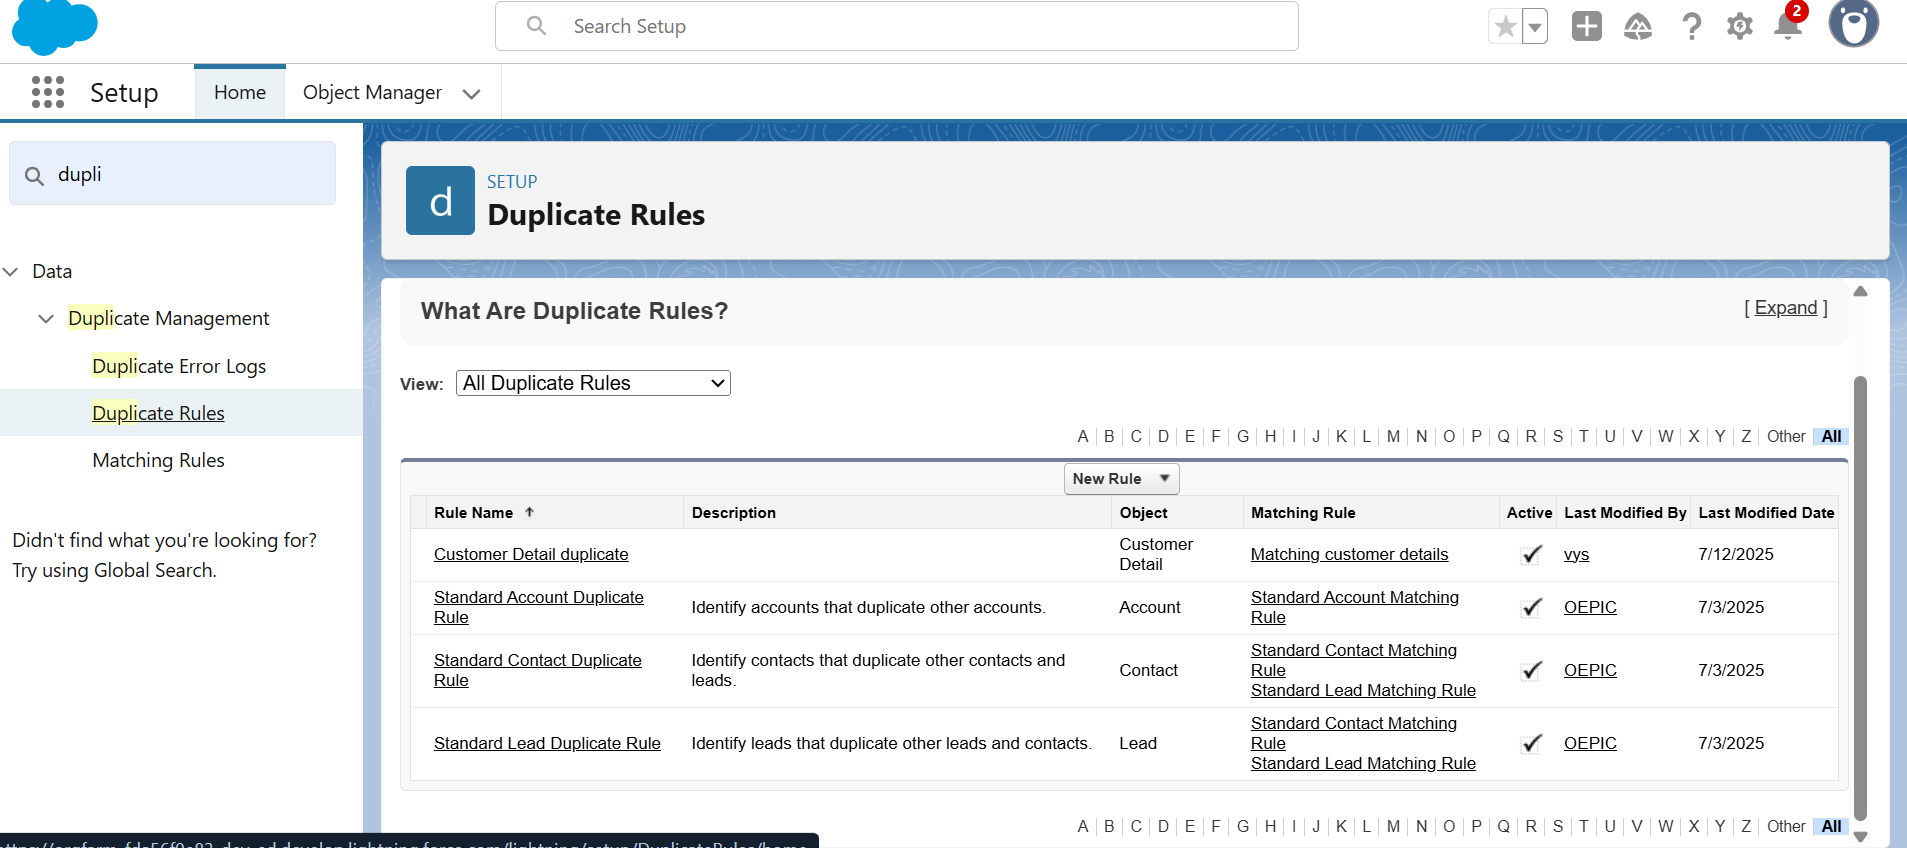 Search Setup
2
Setup
Home
Object Manager
dupli
Data
Duplicate Management
Duplicate Error Logs
Duplicate Rules
Matching Rules
Didn't find what you're looking for?
Try using Global Search.
d
SETUP
Duplicate Rules
What Are Duplicate Rules?
[ Expand ]
View: All Duplicate Rules
A B C D E F G H I J K L M N O P Q R S T U V W X Y Z Other All
New Rule
Rule Name Description Object Matching Rule Active Last Modified By Last Modified Date
Customer Detail duplicate Customer Detail Matching customer details vys 7/12/2025
Standard Account Duplicate Rule Identify accounts that duplicate other accounts. Account Standard Account Matching Rule OEPIC 7/3/2025
Standard Contact Duplicate Rule Identify contacts that duplicate other contacts and leads. Contact Standard Contact Matching Rule Standard Lead Matching Rule OEPIC 7/3/2025
Standard Lead Duplicate Rule Identify leads that duplicate other leads and contacts. Lead Standard Contact Matching Rule Standard Lead Matching Rule OEPIC 7/3/2025
A B C D E F G H I J K L M N O P Q R S T U V W X Y Z Other All